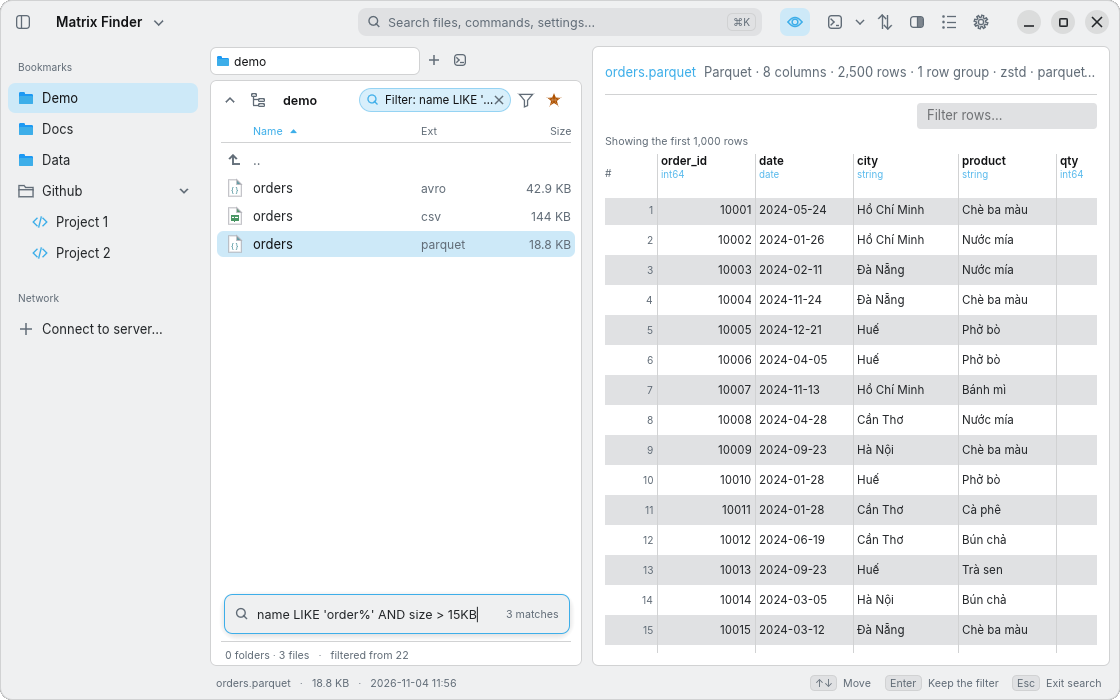 Matrix Finder
Search files, commands, settings...
⌘K
Bookmarks
Demo
Docs
Data
Github
Project 1
Project 2
Network
Connect to server...
demo
demo
Filter: name LIKE '...
Name Ext Size
..
orders avro 42.9 KB
orders csv 144 KB
orders parquet 18.8 KB
name LIKE 'order%' AND size > 15KB 3 matches
0 folders · 3 files · filtered from 22
orders.parquet Parquet · 8 columns · 2,500 rows · 1 row group · zstd · parquet...
Filter rows...
Showing the first 1,000 rows
# order_id date city product qty
int64 date string string int64
1 10001 2024-05-24 Hồ Chí Minh Chè ba màu
2 10002 2024-01-26 Hồ Chí Minh Nước mía
3 10003 2024-02-11 Đà Nẵng Nước mía
4 10004 2024-11-24 Đà Nẵng Chè ba màu
5 10005 2024-12-21 Huế Phở bò
6 10006 2024-04-05 Huế Phở bò
7 10007 2024-11-13 Hồ Chí Minh Bánh mì
8 10008 2024-04-28 Cần Thơ Nước mía
9 10009 2024-09-23 Hà Nội Chè ba màu
10 10010 2024-01-28 Huế Phở bò
11 10011 2024-01-28 Cần Thơ Cà phê
12 10012 2024-06-19 Cần Thơ Bún chả
13 10013 2024-09-23 Huế Trà sen
14 10014 2024-03-05 Hà Nội Bún chả
15 10015 2024-03-12 Đà Nẵng Chè ba màu
orders.parquet · 18.8 KB · 2026-11-04 11:56
↑↓ Move Enter Keep the filter Esc Exit search